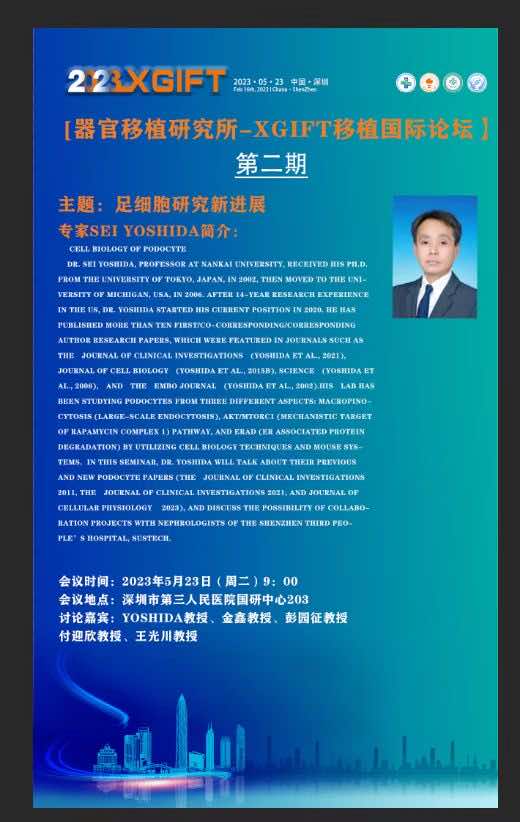 2023 XGIFT
2023·05·23 中国·深圳
Feb 16th, 2023 | China·ShenZhen
[器官移植研究所-XGIFT移植国际论坛】
第二期
主题：足细胞研究新进展
专家SEI YOSHIDA简介：
CELL BIOLOGY OF PODOCYTE
DR. SEI YOSHIDA, PROFESSOR AT NANKAI UNIVERSITY, RECEIVED HIS PH.D.
FROM THE UNIVERSITY OF TOKYO, JAPAN, IN 2002, THEN MOVED TO THE UNI-
VERSITY OF MICHIGAN, USA, IN 2006. AFTER 14-YEAR RESEARCH EXPERIENCE
IN THE US, DR. YOSHIDA STARTED HIS CURRENT POSITION IN 2020. HE HAS
PUBLISHED MORE THAN TEN FIRST/CO-CORRESPONDING/CORRESPONDING
AUTHOR RESEARCH PAPERS, WHICH WERE FEATURED IN JOURNALS SUCH AS
THE JOURNAL OF CLINICAL INVESTIGATIONS (YOSHIDA ET AL., 2021),
JOURNAL OF CELL BIOLOGY (YOSHIDA ET AL., 2015B), SCIENCE (YOSHIDA ET
AL., 2006), AND THE EMBO JOURNAL (YOSHIDA ET AL., 2002).HIS LAB HAS
BEEN STUDYING PODOCYTES FROM THREE DIFFERENT ASPECTS: MACROPINO-
CYTOSIS (LARGE-SCALE ENDOCYTOSIS), AKT/MTORC1 (MECHANISTIC TARGET
OF RAPAMYCIN COMPLEX 1) PATHWAY, AND ERAD (ER ASSOCIATED PROTEIN
DEGRADATION) BY UTILIZING CELL BIOLOGY TECHNIQUES AND MOUSE SYS-
TEMS. IN THIS SEMINAR, DR. YOSHIDA WILL TALK ABOUT THEIR PREVIOUS
AND NEW PODOCYTE PAPERS (THE JOURNAL OF CLINICAL INVESTIGATIONS
2011, THE JOURNAL OF CLINICAL INVESTIGATIONS 2021, AND JOURNAL OF
CELLULAR PHYSIOLOGY 2023), AND DISCUSS THE POSSIBILITY OF COLLABO-
RATION PROJECTS WITH NEPHROLOGISTS OF THE SHENZHEN THIRD PEO-
PLE’S HOSPITAL, SUSTECH.
会议时间：2023年5月23日（周二）9：00
会议地点：深圳市第三人民医院国研中心203
讨论嘉宾：YOSHIDA教授、金鑫教授、彭园征教授
付迎欣教授、王光川教授